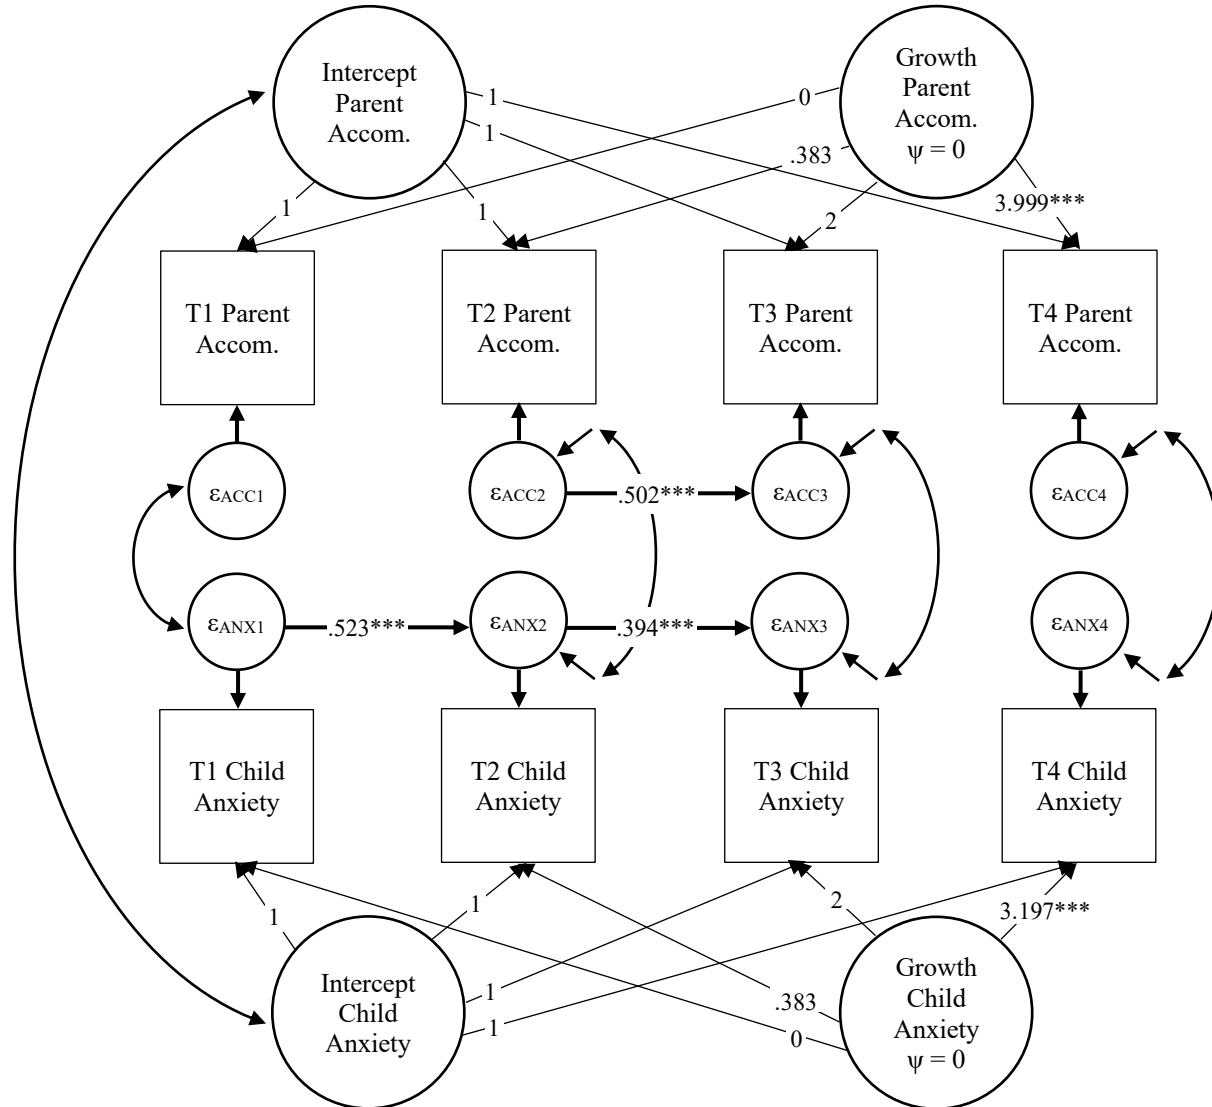 Intercept
Parent
Accom.
Growth
Parent
Accom.
ψ = 0
1
0
1
.383
1
1
2
3.999***
T1 Parent
Accom.
T2 Parent
Accom.
T3 Parent
Accom.
T4 Parent
Accom.
εACC1
εACC2
.502***
εACC3
εACC4
εANX1
.523***
εANX2
.394***
εANX3
εANX4
T1 Child
Anxiety
T2 Child
Anxiety
T3 Child
Anxiety
T4 Child
Anxiety
1
1
2
3.197***
1
.383
1
0
Intercept
Child
Anxiety
Growth
Child
Anxiety
ψ = 0